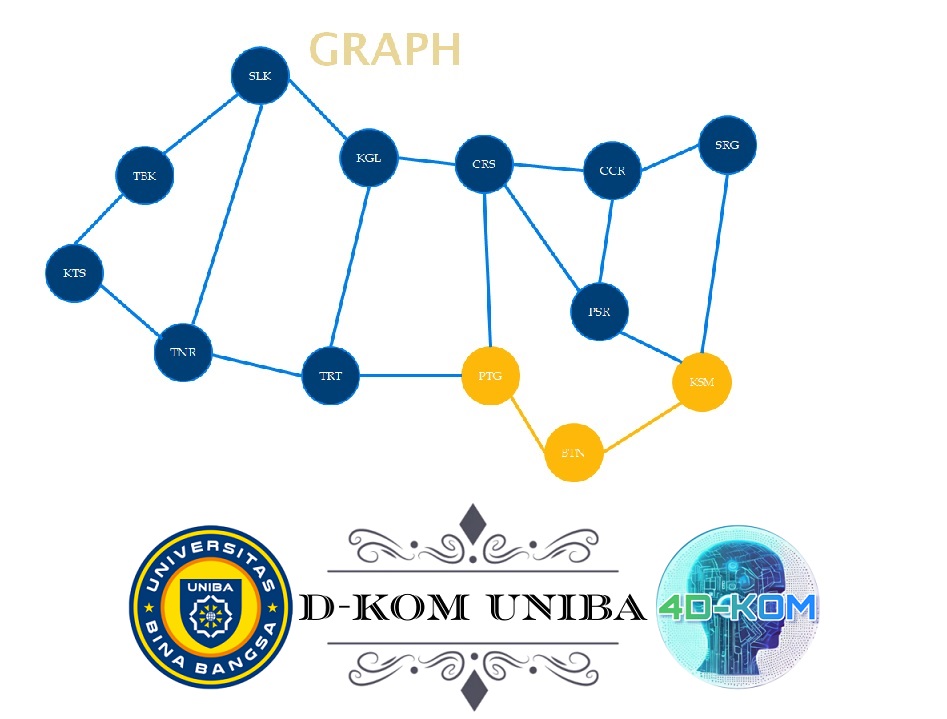 GRAPH
SLK
KGL
CRS
CCR
SRG
TBK
KTS
PSR
TNR
TRT
PTG
KSM
BTN
UNIVERSITAS
UNIBA
BINA BANGSA
D-KOM UNIBA
4D-KOM